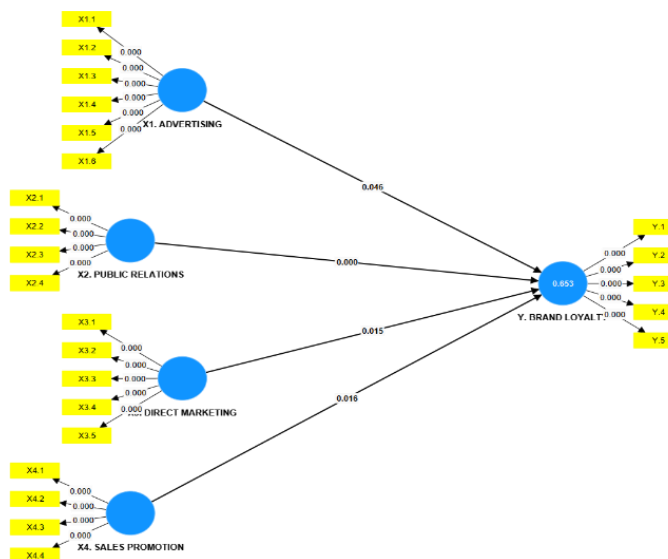 X1.1
0.000
X1.2
0.000
X1.3
0.000
X1.4
0.000
X1.5
0.000
X1.6
0.000
X1. ADVERTISING
0.046
X2.1
0.000
X2.2
0.000
X2.3
0.000
X2.4
0.000
X2. PUBLIC RELATIONS
0.000
X3.1
0.000
X3.2
0.000
X3.3
0.000
X3.4
0.000
X3.5
0.000
DIRECT MARKETING
0.015
X4.1
0.000
X4.2
0.000
X4.3
0.000
X4.4
0.000
X4. SALES PROMOTION
0.016
0.653
Y. BRAND LOYALT
Y.1
0.000
Y.2
0.000
Y.3
0.000
Y.4
0.000
Y.5
0.000